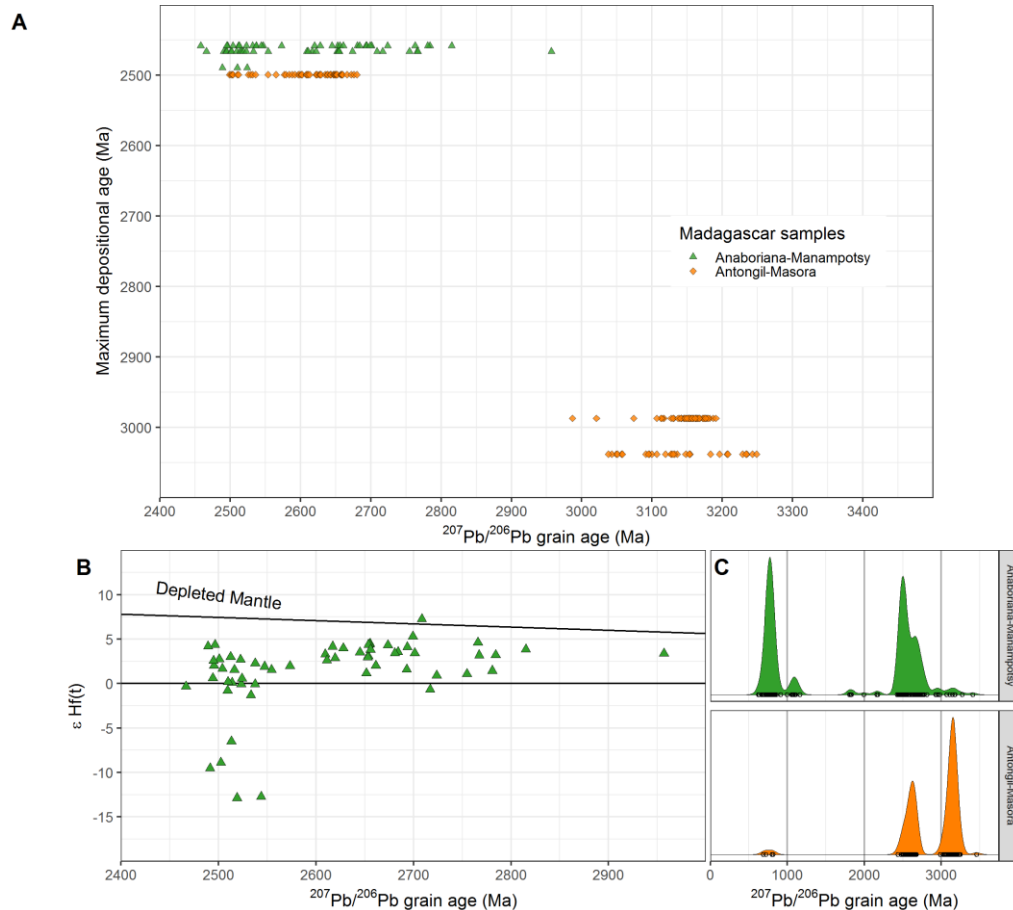 A
Maximum depositional age (Ma)
2500
2600
2700
2800
2900
3000
Madagascar samples
Anaboriana-Manampotsy
Antongil-Masora
2400 2500 2600 2700 2800 2900 3000 3100 3200 3300 3400
²⁰⁷Pb/²⁰⁶Pb grain age (Ma)
B
Depleted Mantle
ε Hf(t)
10
5
0
-5
-10
-15
2400 2500 2600 2700 2800 2900
²⁰⁷Pb/²⁰⁶Pb grain age (Ma)
C
Anaboriana-Manampotsy
Antongil-Masora
0 1000 2000 3000
²⁰⁷Pb/²⁰⁶Pb grain age (Ma)